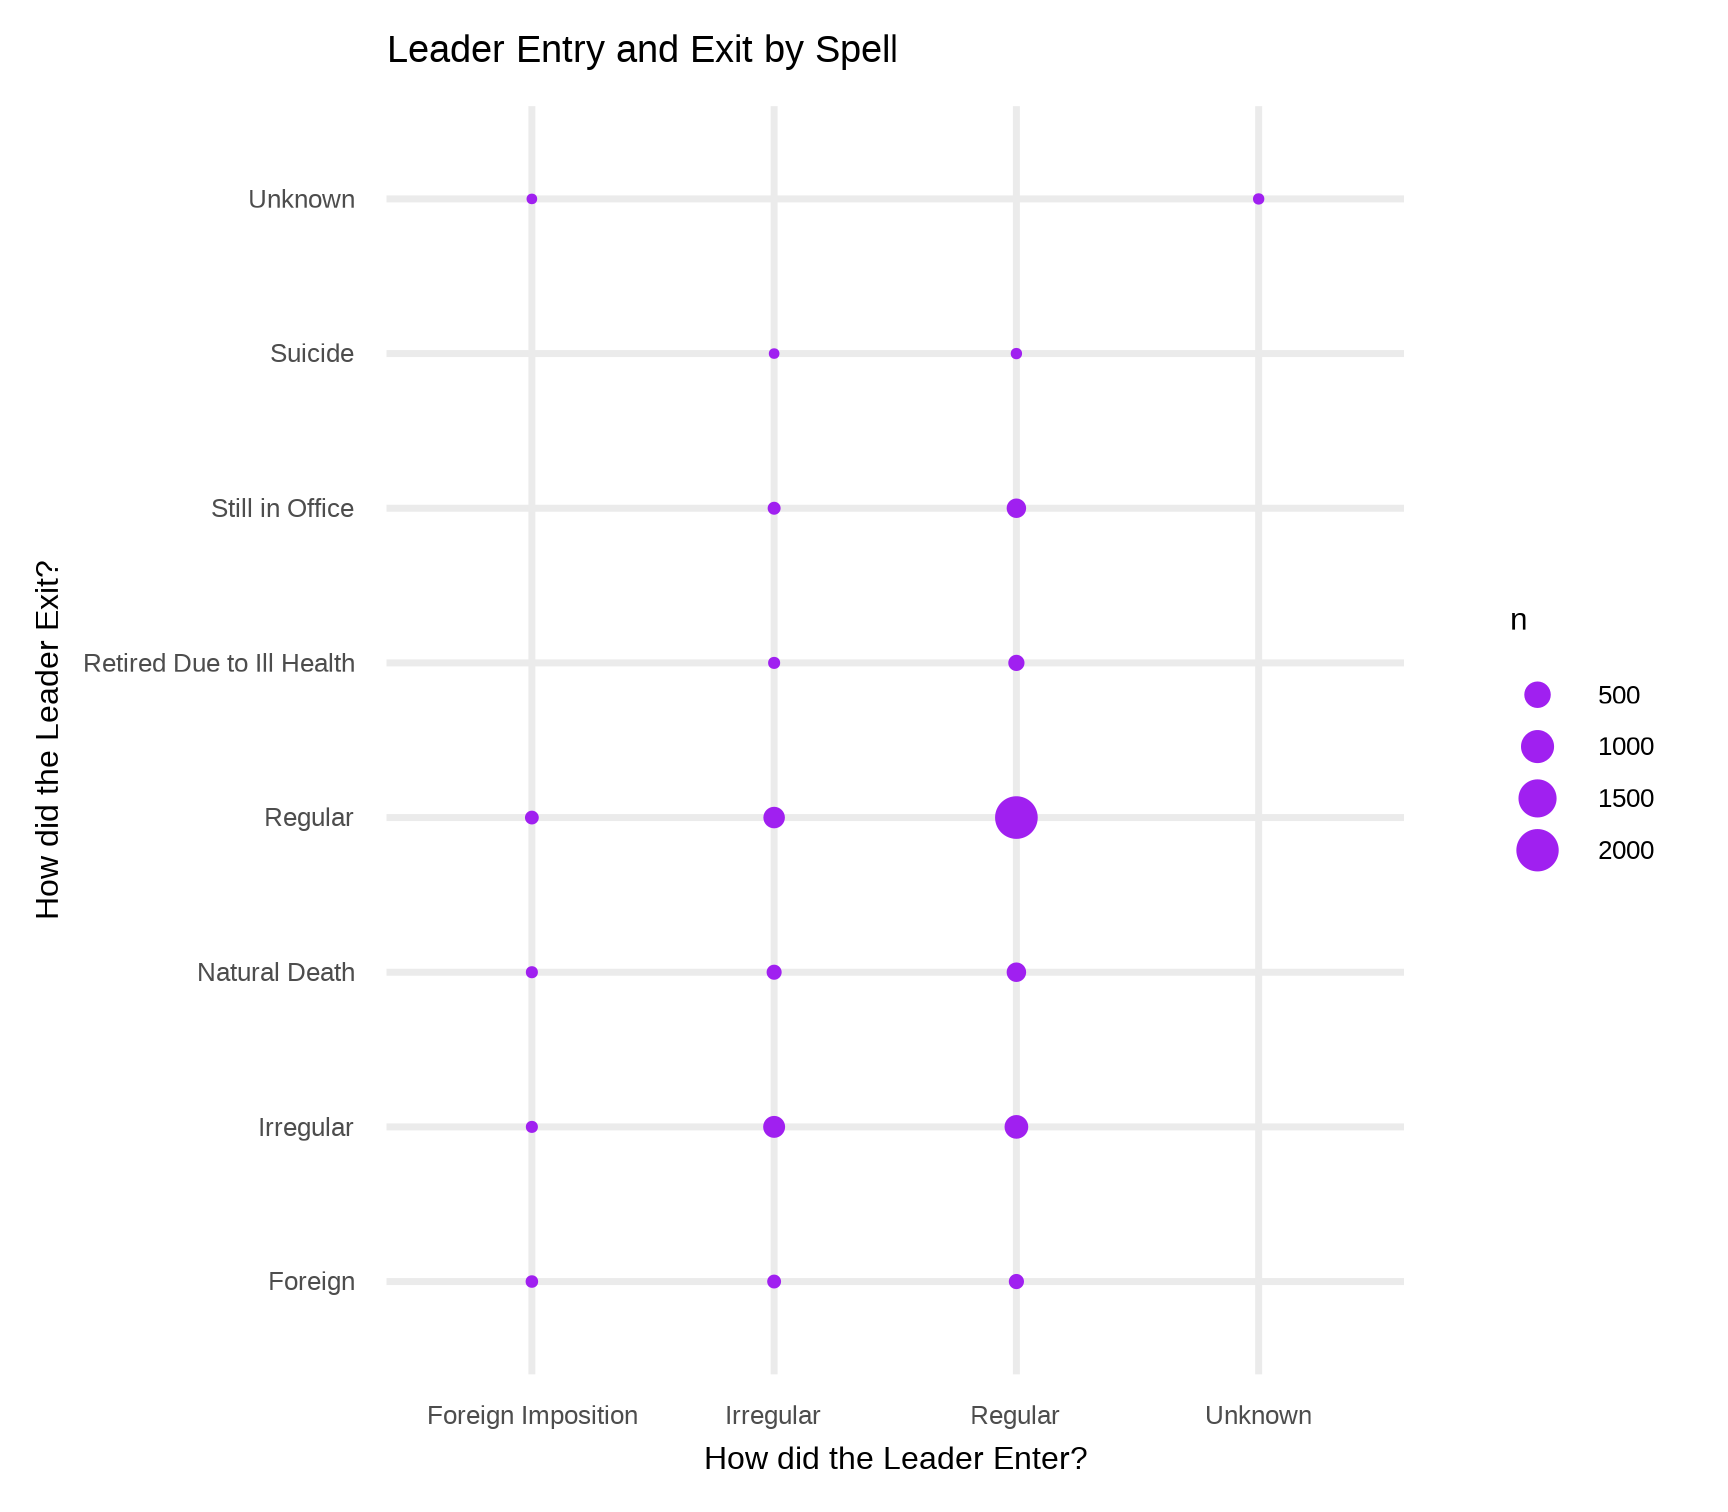 Leader Entry and Exit by Spell
Unknown
Suicide
Still in Office
Retired Due to Ill Health
Regular
Natural Death
Irregular
Foreign
How did the Leader Exit?
Foreign Imposition
Irregular
Regular
Unknown
How did the Leader Enter?
n
500
1000
1500
2000